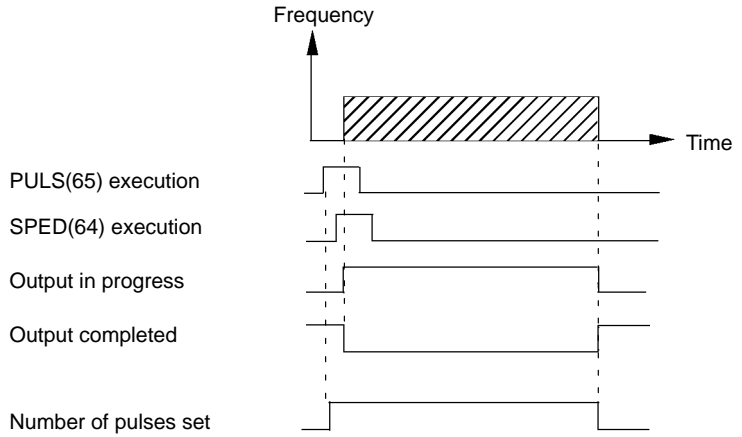 Frequency
Time
PULS(65) execution
SPED(64) execution
Output in progress
Output completed
Number of pulses set